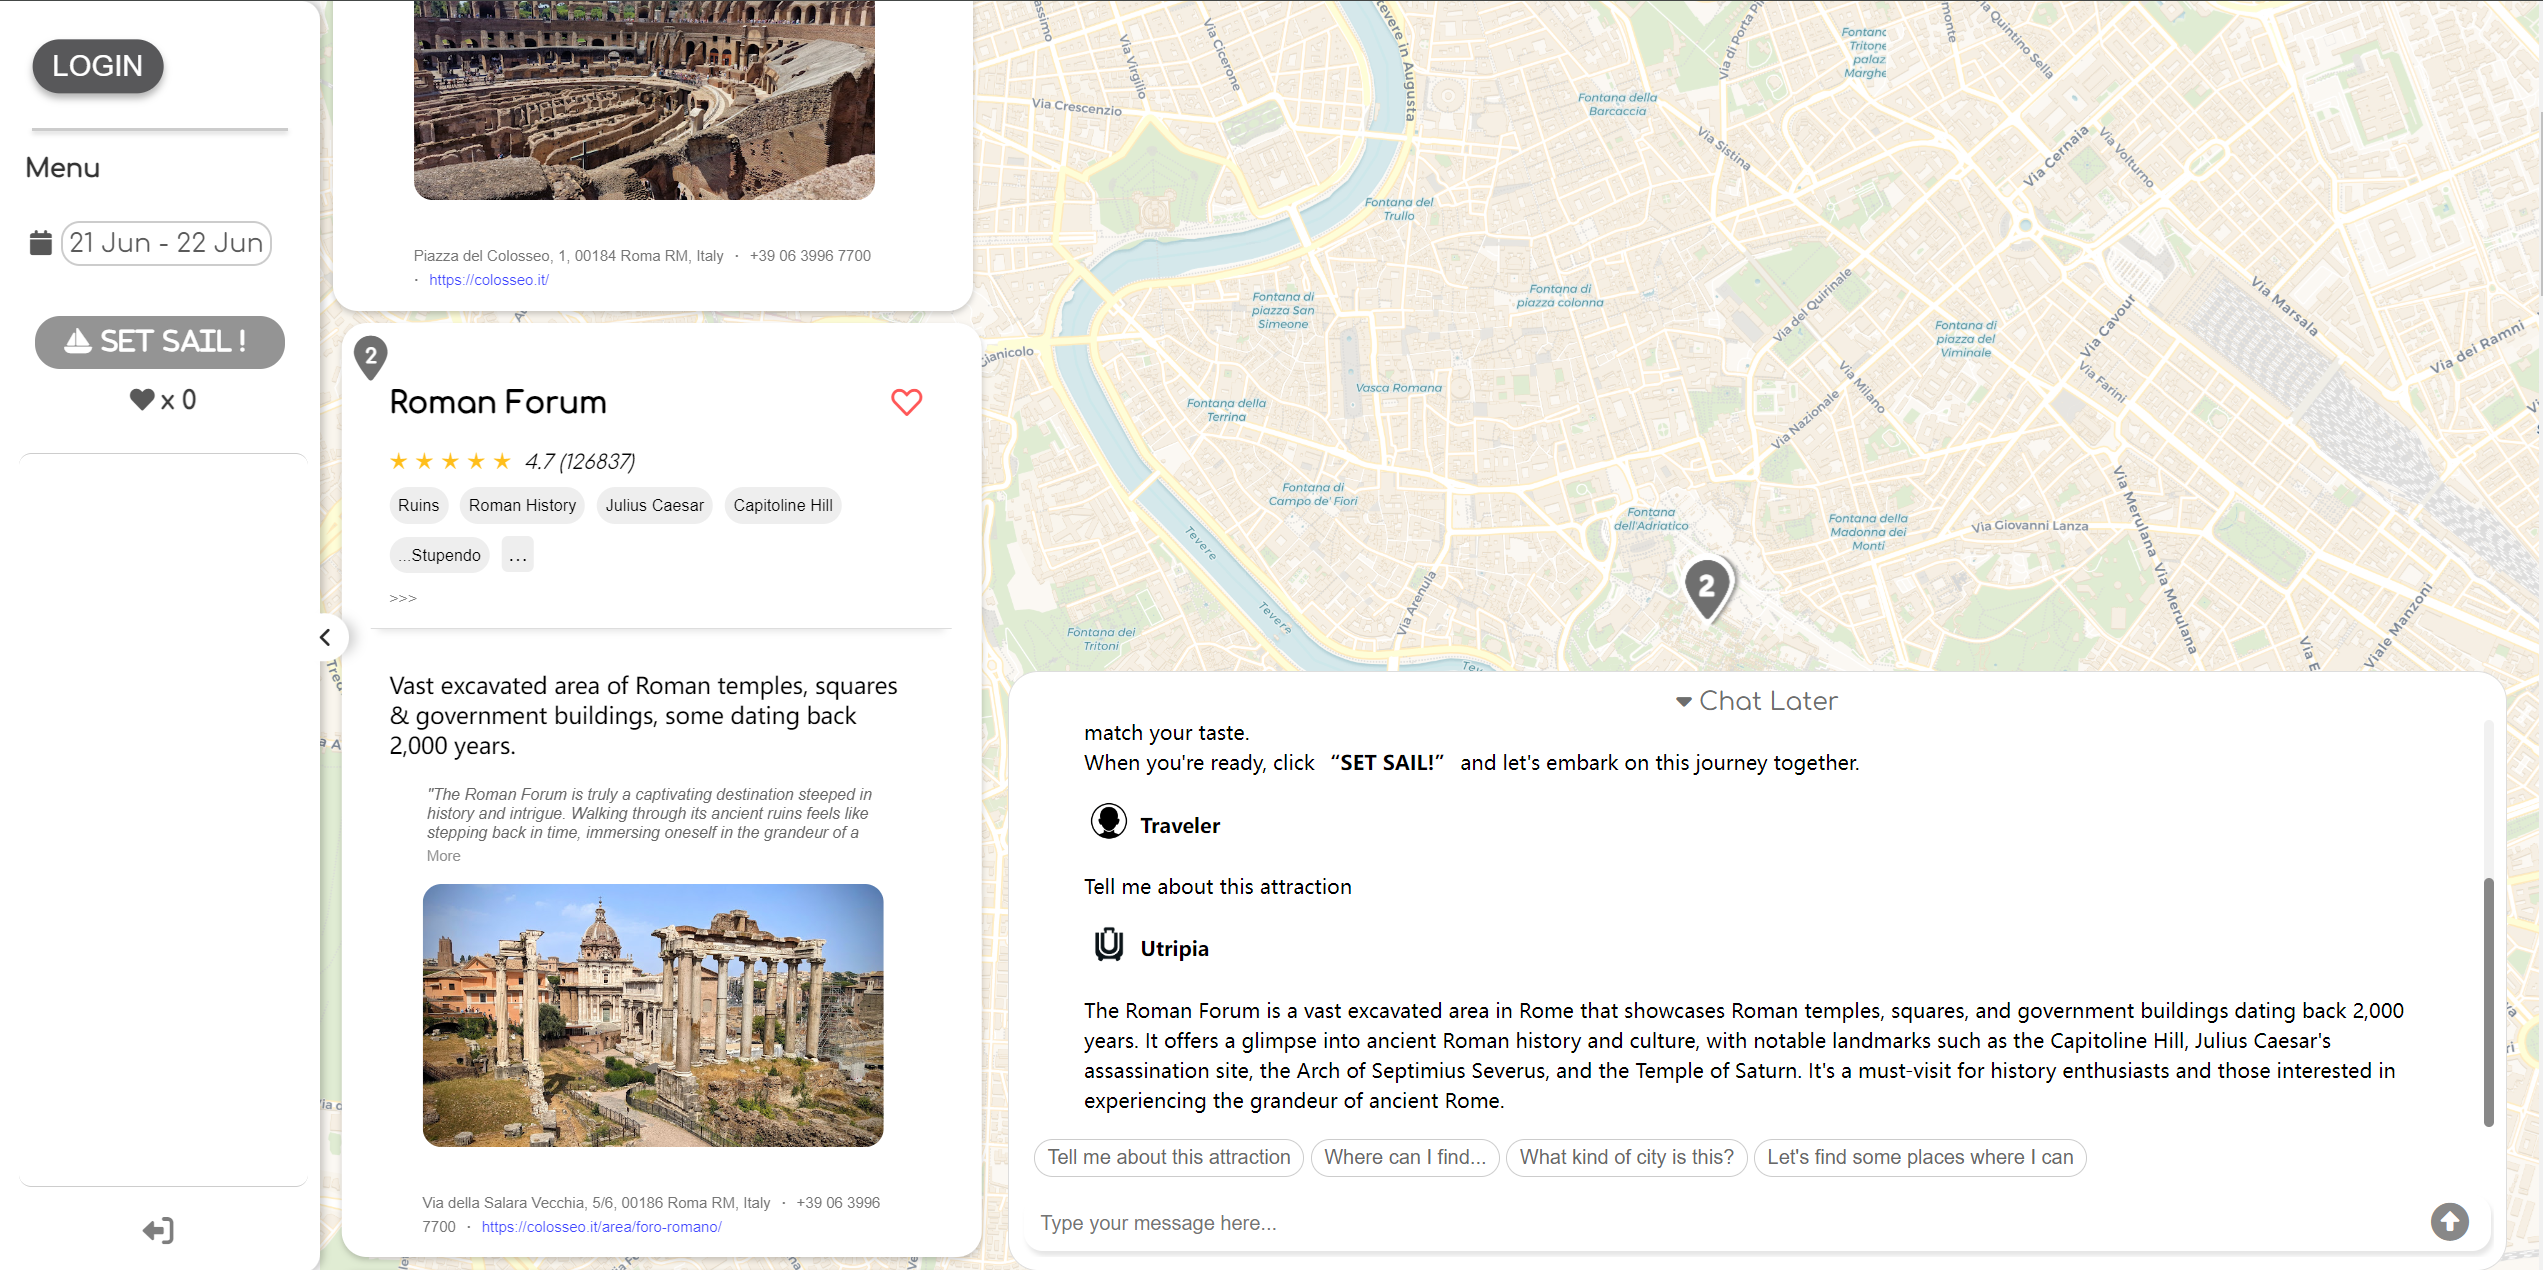 LOGIN
Menu
21 Jun - 22 Jun
SET SAIL !
x 0
Piazza del Colosseo, 1, 00184 Roma RM, Italy · +39 06 3996 7700
· https://colosseo.it/
2
Roman Forum
4.7 (126837)
Ruins
Roman History
Julius Caesar
Capitoline Hill
...Stupendo
...
>>>
Vast excavated area of Roman temples, squares
& government buildings, some dating back
2,000 years.
"The Roman Forum is truly a captivating destination steeped in
history and intrigue. Walking through its ancient ruins feels like
stepping back in time, immersing oneself in the grandeur of a
More
Via della Salara Vecchia, 5/6, 00186 Roma RM, Italy · +39 06 3996
7700 · https://colosseo.it/area/foro-romano/
Via Crescenzio
Via Virgilio
Via Cicerone
Tevere in Augusta
Fontana della
Barcaccia
Fontana
Tritone
palaz
Marghe
Via Sistina
Via Cernaia
Via Volturno
Fontana del
Trullo
Fontana di
piazza San
Simeone
Fontana di
piazza colonna
Via del Quirinale
Fontana di
piazza del
Viminale
Via Cavour
Via Marsala
Via dei Ramni
Via Farini
Via Milano
Via Nazionale
Vasca Romana
Fontana della
Terrina
Gianicolo
Fontana di
Campo de' Fiori
Fontana
dell'Adriatico
Fontana della
Madonna dei
Monti
Via Giovanni Lanza
Via Merulana
Via Merulana
Viale Manzoni
Tevere
Tevere
Via Arenula
Fontana dei
Tritoni
2
Chat Later
match your taste.
When you're ready, click “SET SAIL!” and let's embark on this journey together.
Traveler
Tell me about this attraction
Utripia
The Roman Forum is a vast excavated area in Rome that showcases Roman temples, squares, and government buildings dating back 2,000
years. It offers a glimpse into ancient Roman history and culture, with notable landmarks such as the Capitoline Hill, Julius Caesar's
assassination site, the Arch of Septimius Severus, and the Temple of Saturn. It's a must-visit for history enthusiasts and those interested in
experiencing the grandeur of ancient Rome.
Tell me about this attraction
Where can I find...
What kind of city is this?
Let's find some places where I can
Type your message here...